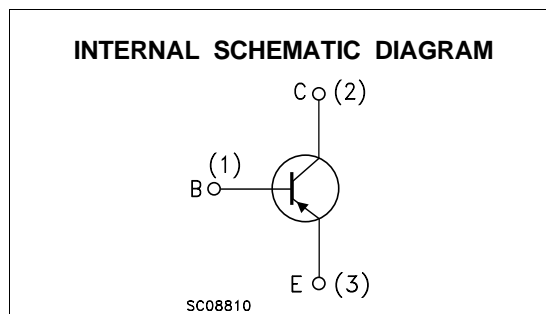 INTERNAL SCHEMATIC DIAGRAM
C (2)
(1)
B
E (3)
SC08810